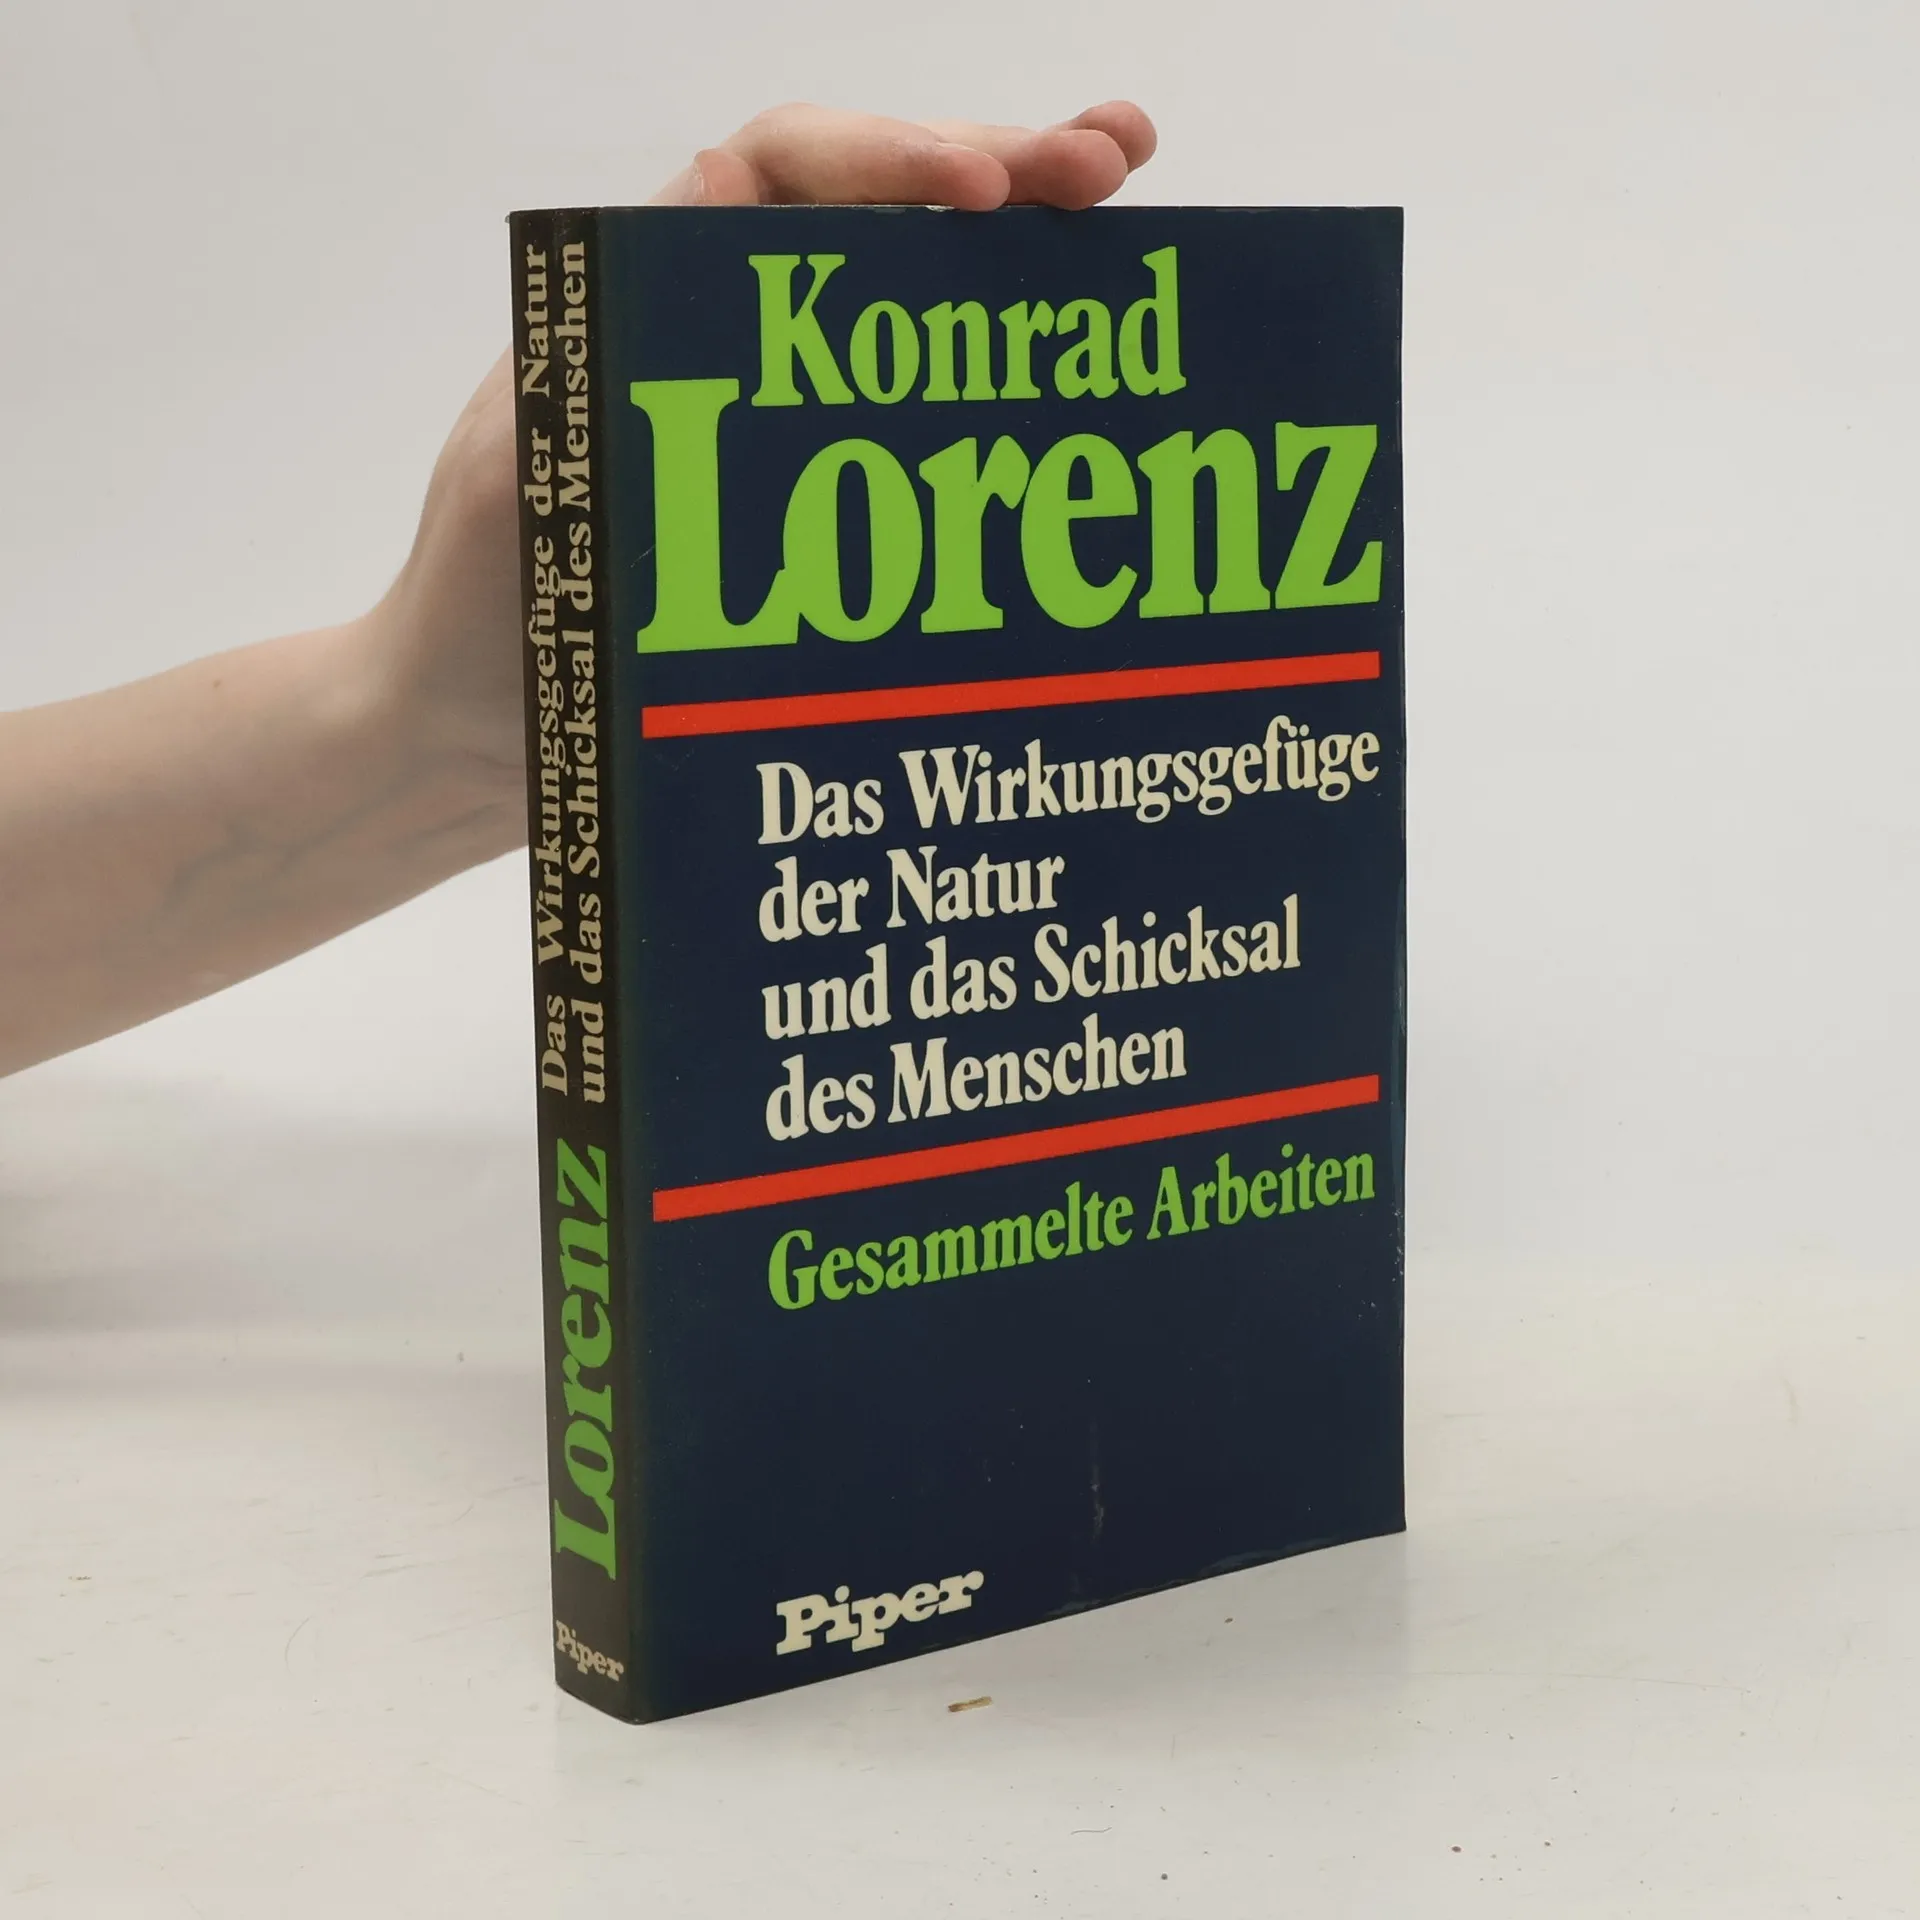 Konrad
Lorenz
Das Wirkungsgefüge
der Natur
und das Schicksal
des Menschen
Gesammelte Arbeiten
Piper
Das Wirkungsgefüge der Natur
und das Schicksal des Menschen
Lorenz
Piper